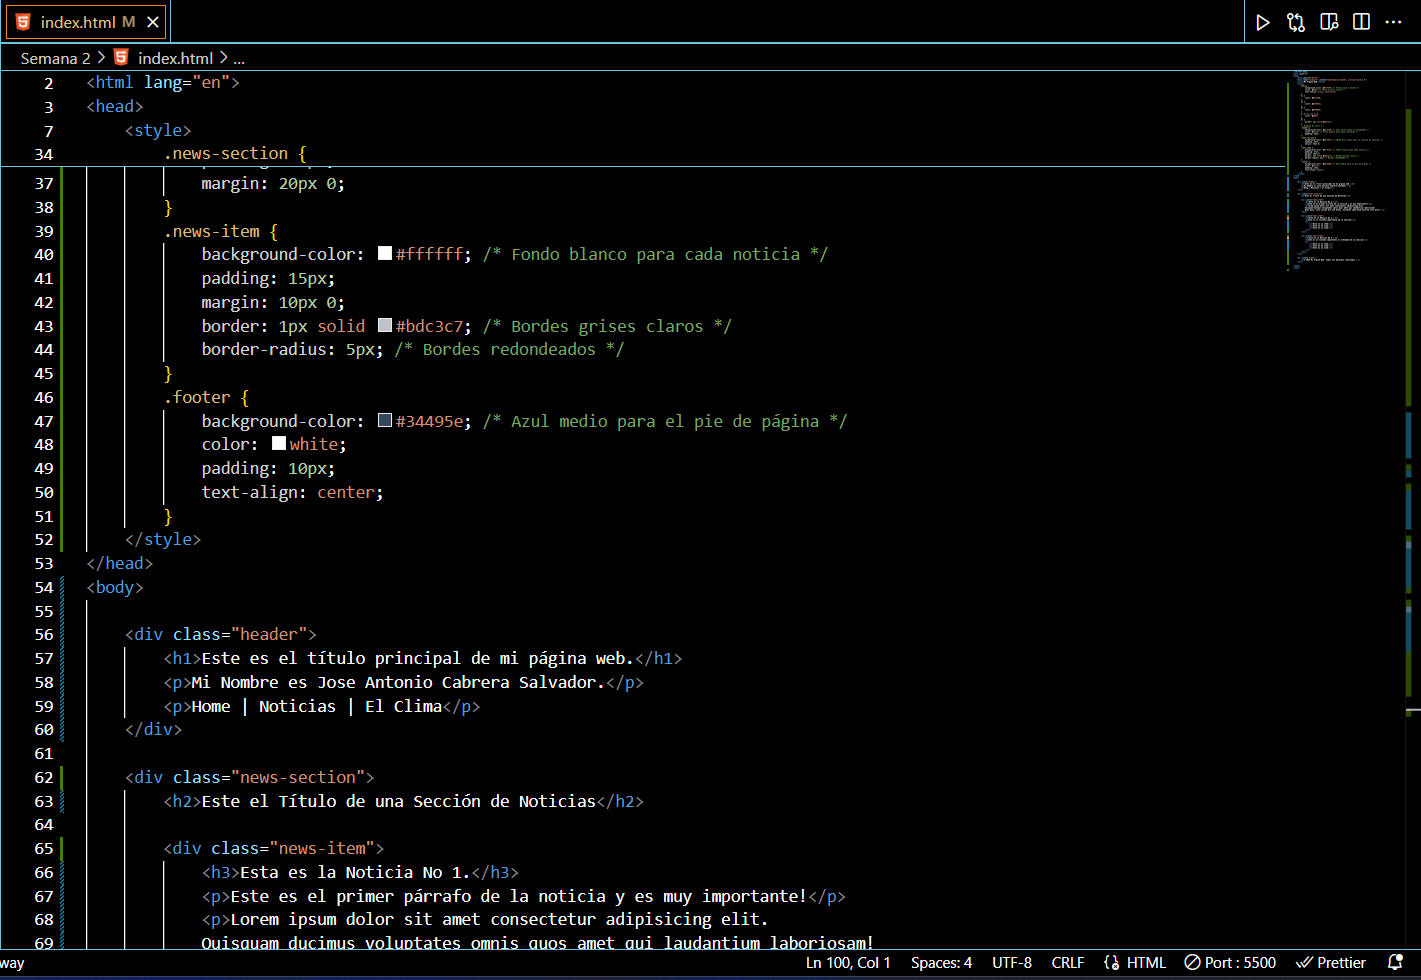 index.html M
Semana 2 > index.html > ...
2 <html lang="en">
3 <head>
7 <style>
34 .news-section {
37 margin: 20px 0;
38 }
39 .news-item {
40 background-color: #ffffff; /* Fondo blanco para cada noticia */
41 padding: 15px;
42 margin: 10px 0;
43 border: 1px solid #bdc3c7; /* Bordes grises claros */
44 border-radius: 5px; /* Bordes redondeados */
45 }
46 .footer {
47 background-color: #34495e; /* Azul medio para el pie de página */
48 color: white;
49 padding: 10px;
50 text-align: center;
51 }
52 </style>
53 </head>
54 <body>
55
56 <div class="header">
57 <h1>Este es el título principal de mi página web.</h1>
58 <p>Mi Nombre es Jose Antonio Cabrera Salvador.</p>
59 <p>Home | Noticias | El Clima</p>
60 </div>
61
62 <div class="news-section">
63 <h2>Este el Título de una Sección de Noticias</h2>
64
65 <div class="news-item">
66 <h3>Esta es la Noticia No 1.</h3>
67 <p>Este es el primer párrafo de la noticia y es muy importante!</p>
68 <p>Lorem ipsum dolor sit amet consectetur adipisicing elit.
69 Quisquam ducimus voluptates omnis quos amet qui laudantium laboriosam!
way Ln 100, Col 1 Spaces: 4 UTF-8 CRLF HTML Port : 5500 Prettier